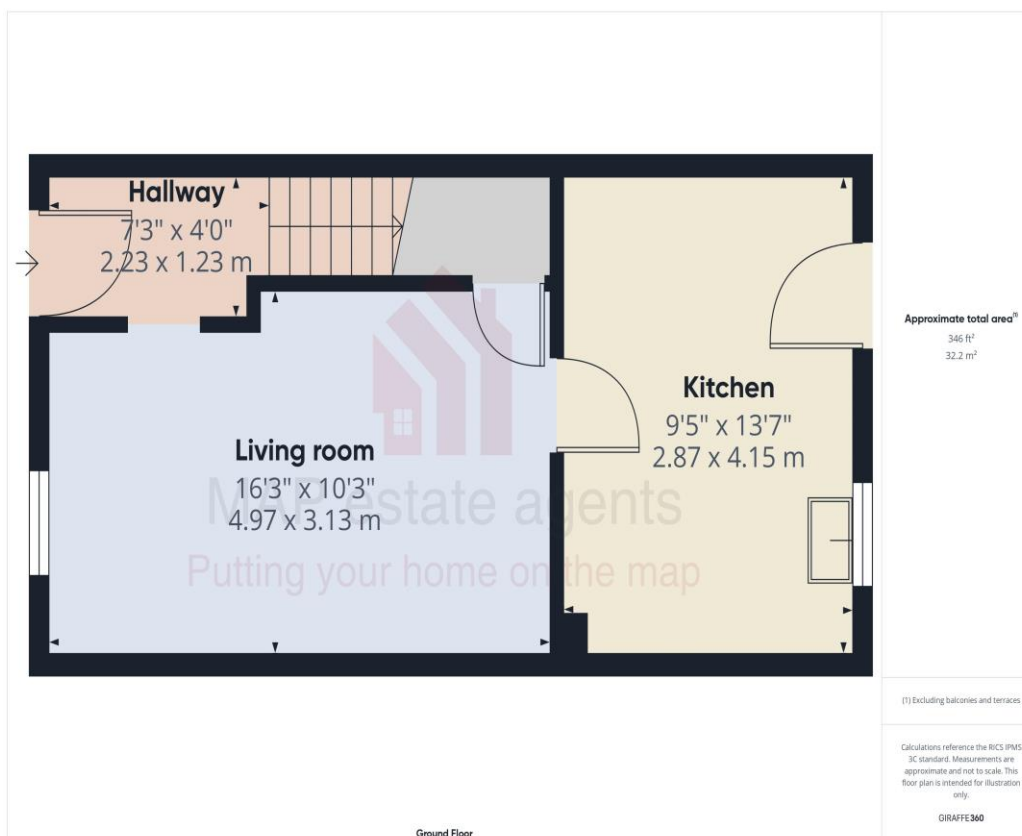 Hallway
7'3" x 4'0"
2.23 x 1.23 m
Living room
16'3" x 10'3"
4.97 x 3.13 m
Kitchen
9'5" x 13'7"
2.87 x 4.15 m
MAP estate agents
Putting your home on the map
Ground Floor
Approximate total area⁽¹⁾
346 ft²
32.2 m²
(1) Excluding balconies and terraces
Calculations reference the RICS IPMS
3C standard. Measurements are
approximate and not to scale. This
floor plan is intended for illustration
only.
GIRAFFE360